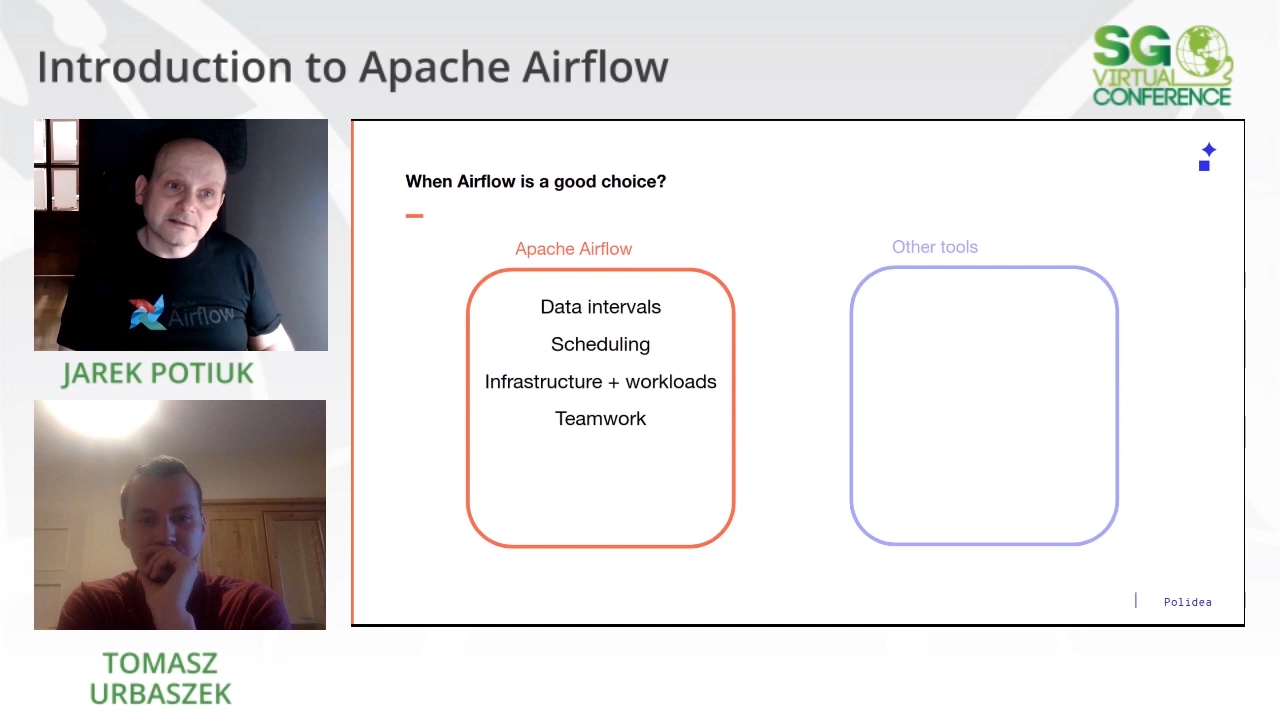 Introduction to Apache Airflow
SG
VIRTUAL
CONFERENCE
When Airflow is a good choice?
Apache Airflow
Data intervals
Scheduling
Infrastructure + workloads
Teamwork
Other tools
Polidea
Apache
Airflow
JAREK POTIUK
TOMASZ
URBASZEK